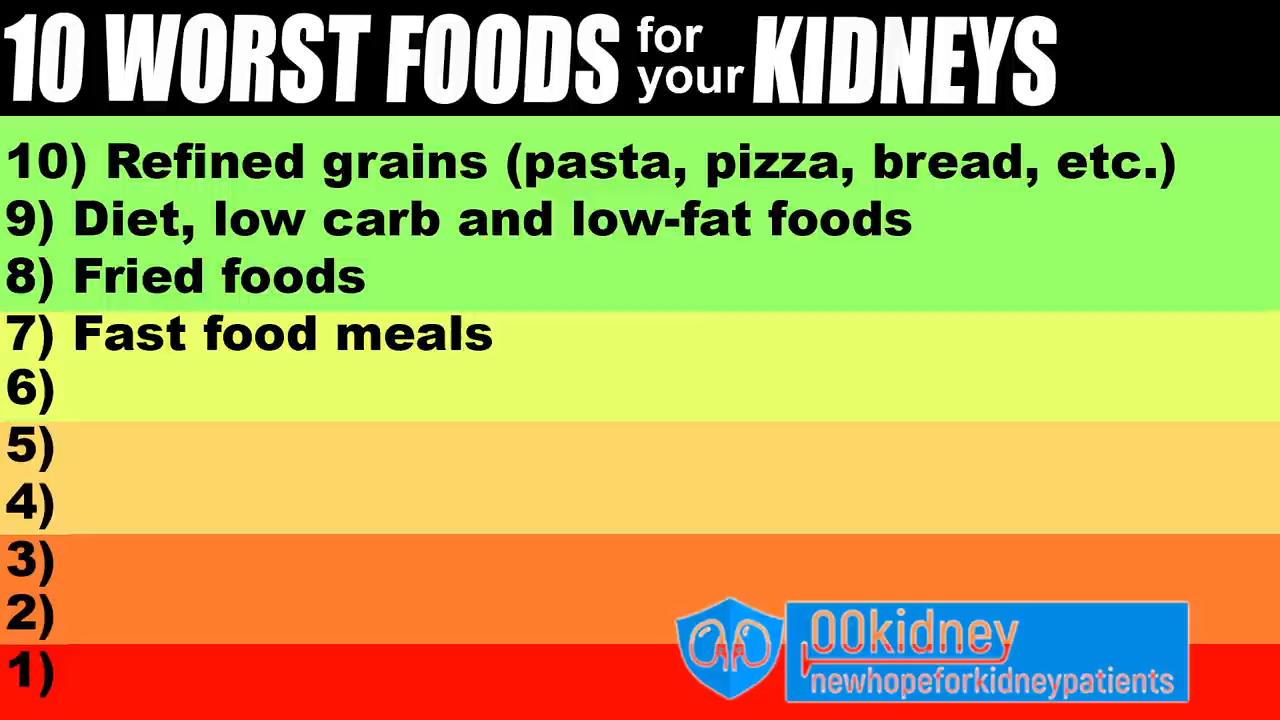 10 WORST FOODS for your KIDNEYS
10) Refined grains (pasta, pizza, bread, etc.)
9) Diet, low carb and low-fat foods
8) Fried foods
7) Fast food meals
6)
5)
4)
3)
2)
1)
00kidney
newhopeforkidneypatients